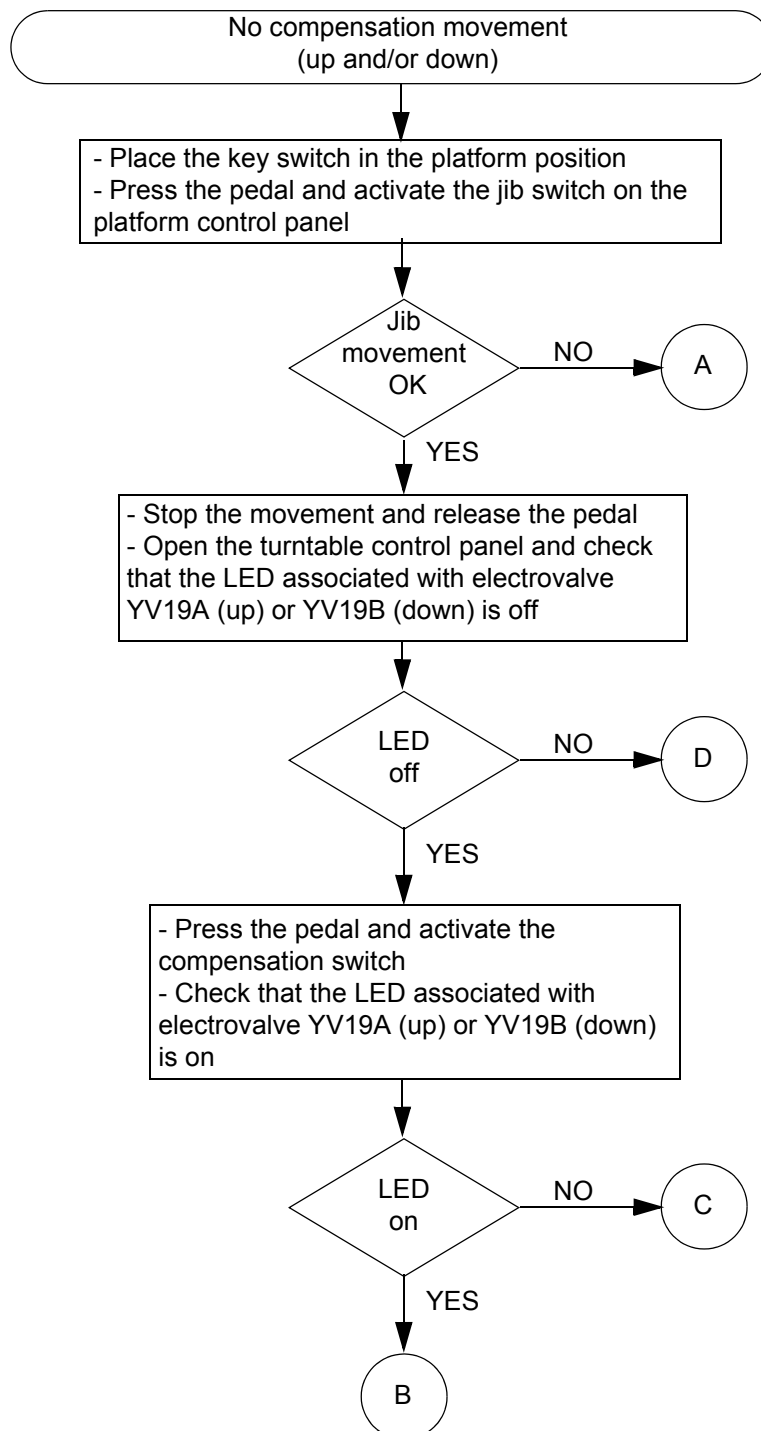 No compensation movement
(up and/or down)
- Place the key switch in the platform position
- Press the pedal and activate the jib switch on the
platform control panel
Jib
movement
OK
NO
A
YES
- Stop the movement and release the pedal
- Open the turntable control panel and check
that the LED associated with electrovalve
YV19A (up) or YV19B (down) is off
LED
off
NO
D
YES
- Press the pedal and activate the
compensation switch
- Check that the LED associated with
electrovalve YV19A (up) or YV19B (down)
is on
LED
on
NO
C
YES
B